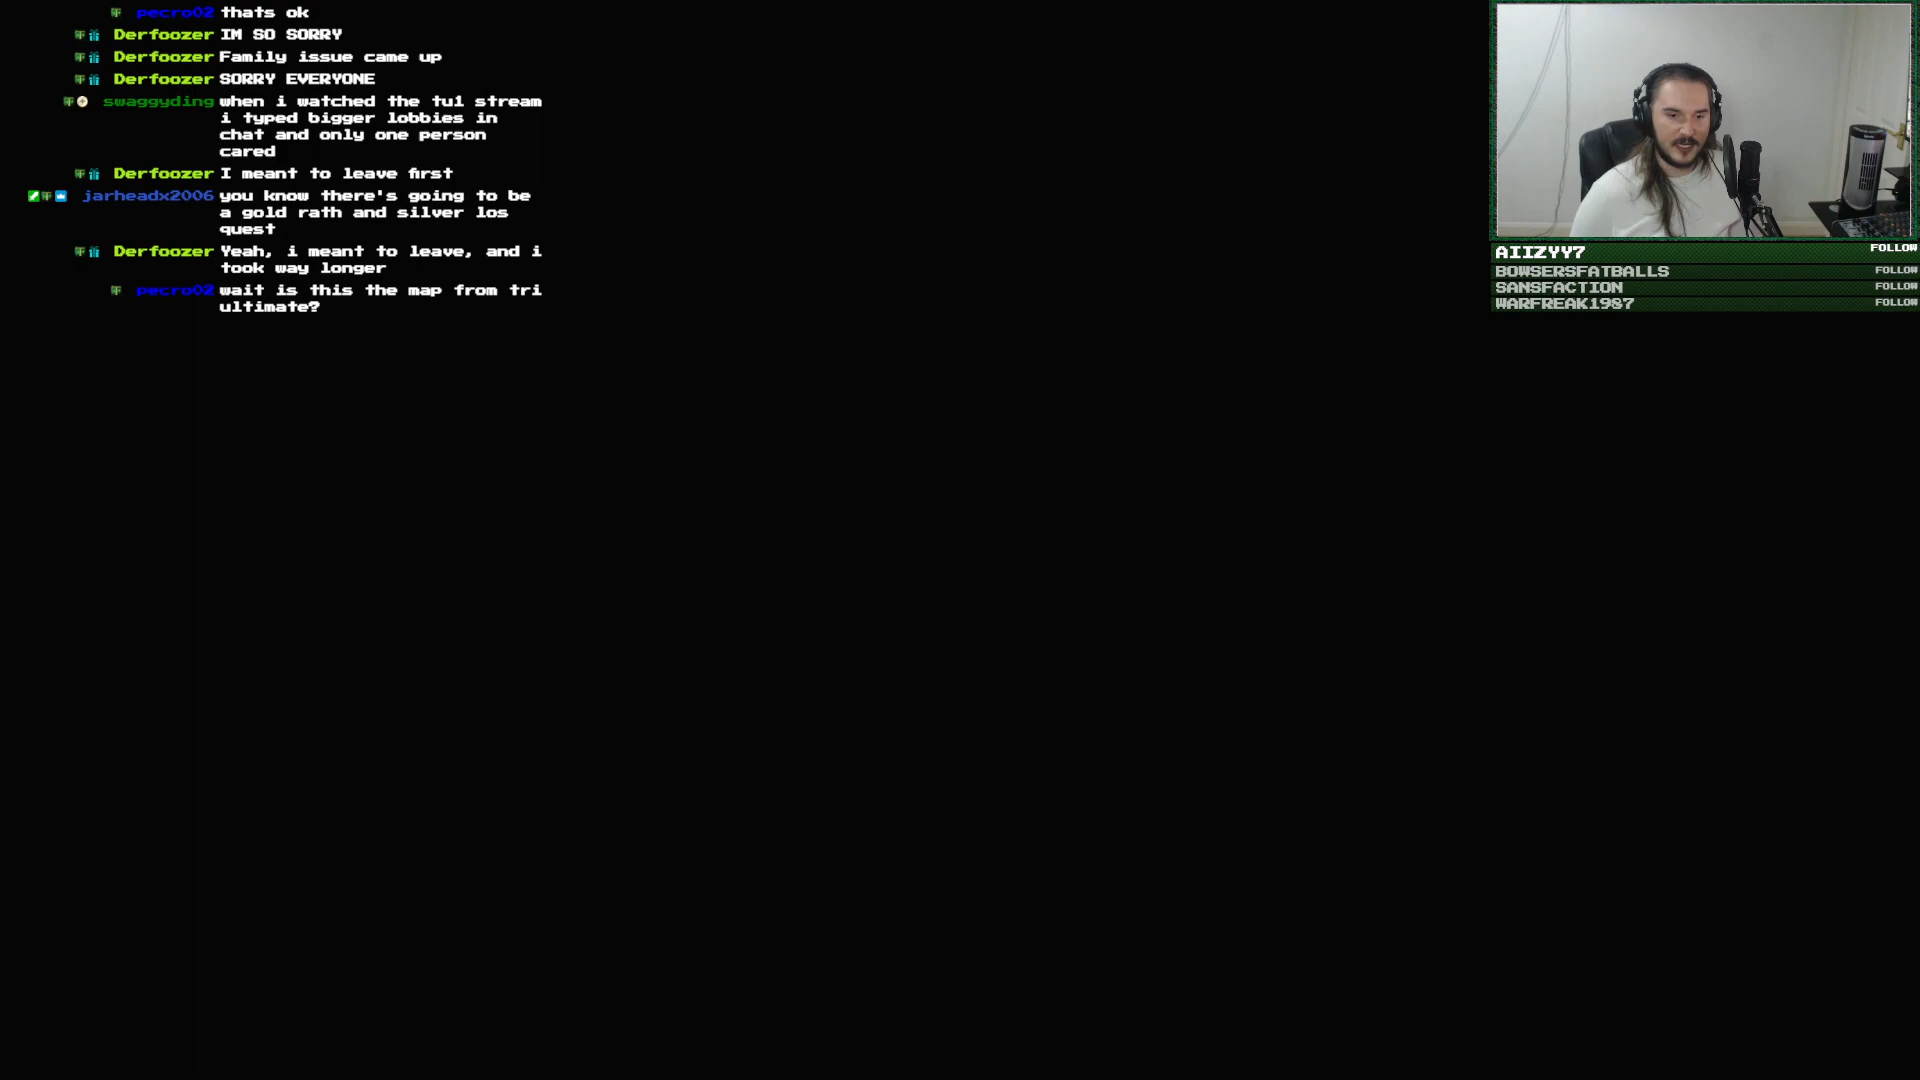 pecro02 thats ok
Derfoozer IM SO SORRY
Derfoozer Family issue came up
Derfoozer SORRY EVERYONE
swaggyding when i watched the tu1 stream
i typed bigger lobbies in
chat and only one person
cared
Derfoozer I meant to leave first
jarheadx2006 you know there's going to be
a gold rath and silver los
quest
Derfoozer Yeah, i meant to leave, and i
took way longer
pecro02 wait is this the map from tri
ultimate?
AIIZYY7 FOLLOW
BOWSERSFATBALLS FOLLOW
SANSFACTION FOLLOW
WARFREAK1987 FOLLOW